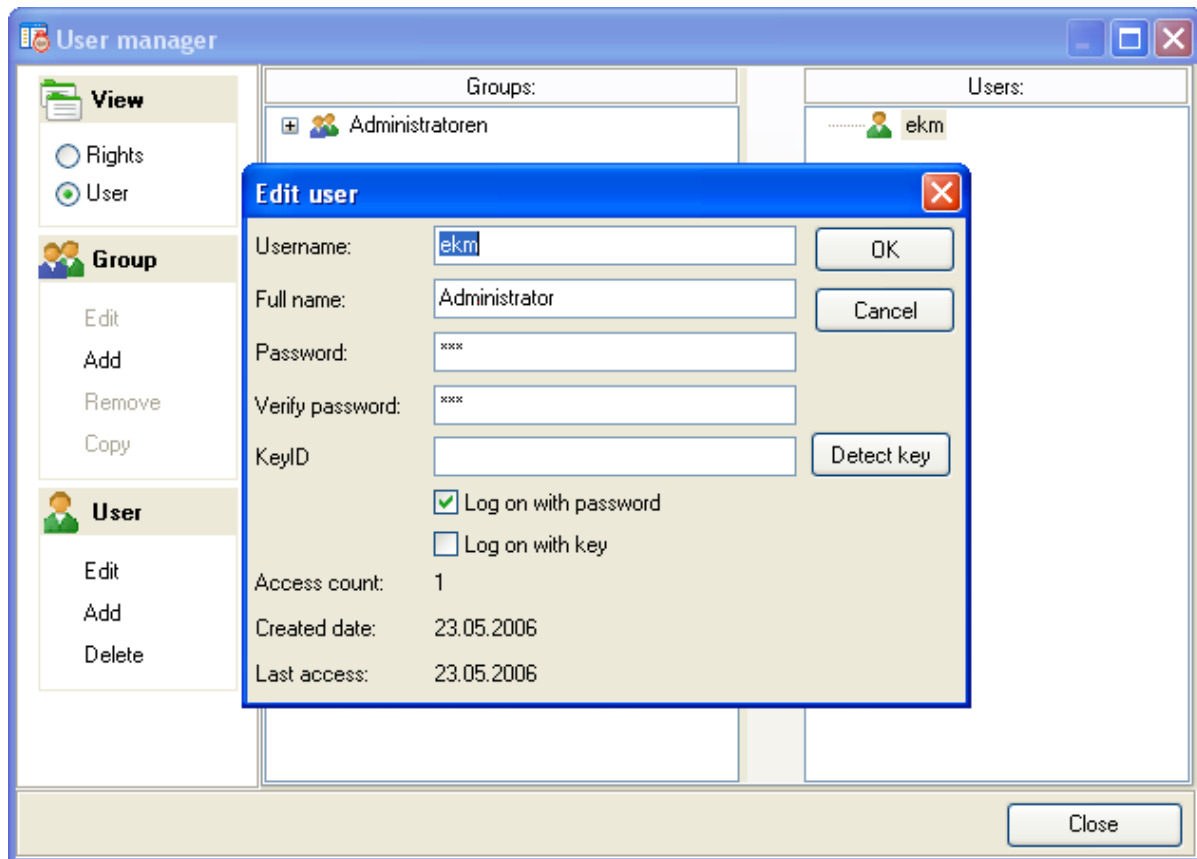 User manager
View
Rights
User
Group
Edit
Add
Remove
Copy
User
Edit
Add
Delete
Groups:
Administratoren
Users:
ekm
Edit user
Username: ekm
OK
Full name: Administrator
Cancel
Password: ***
Verify password: ***
KeyID
Detect key
Log on with password
Log on with key
Access count: 1
Created date: 23.05.2006
Last access: 23.05.2006
Close